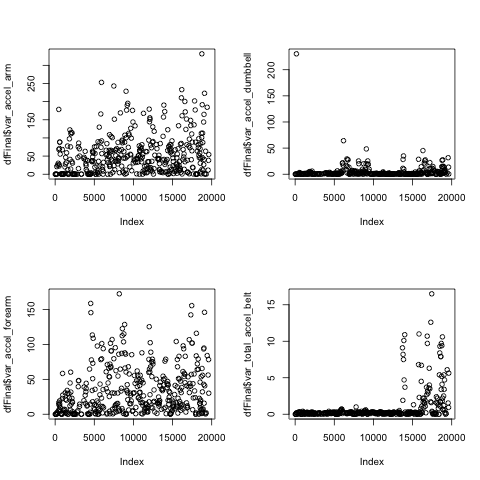 dfFinal$var_accel_arm
0 50 150 250
0 5000 10000 15000 20000
Index
dfFinal$var_accel_dumbbell
0 50 100 150 200
0 5000 10000 15000 20000
Index
dfFinal$var_accel_forearm
0 50 100 150
0 5000 10000 15000 20000
Index
dfFinal$var_total_accel_belt
0 5 10 15
0 5000 10000 15000 20000
Index